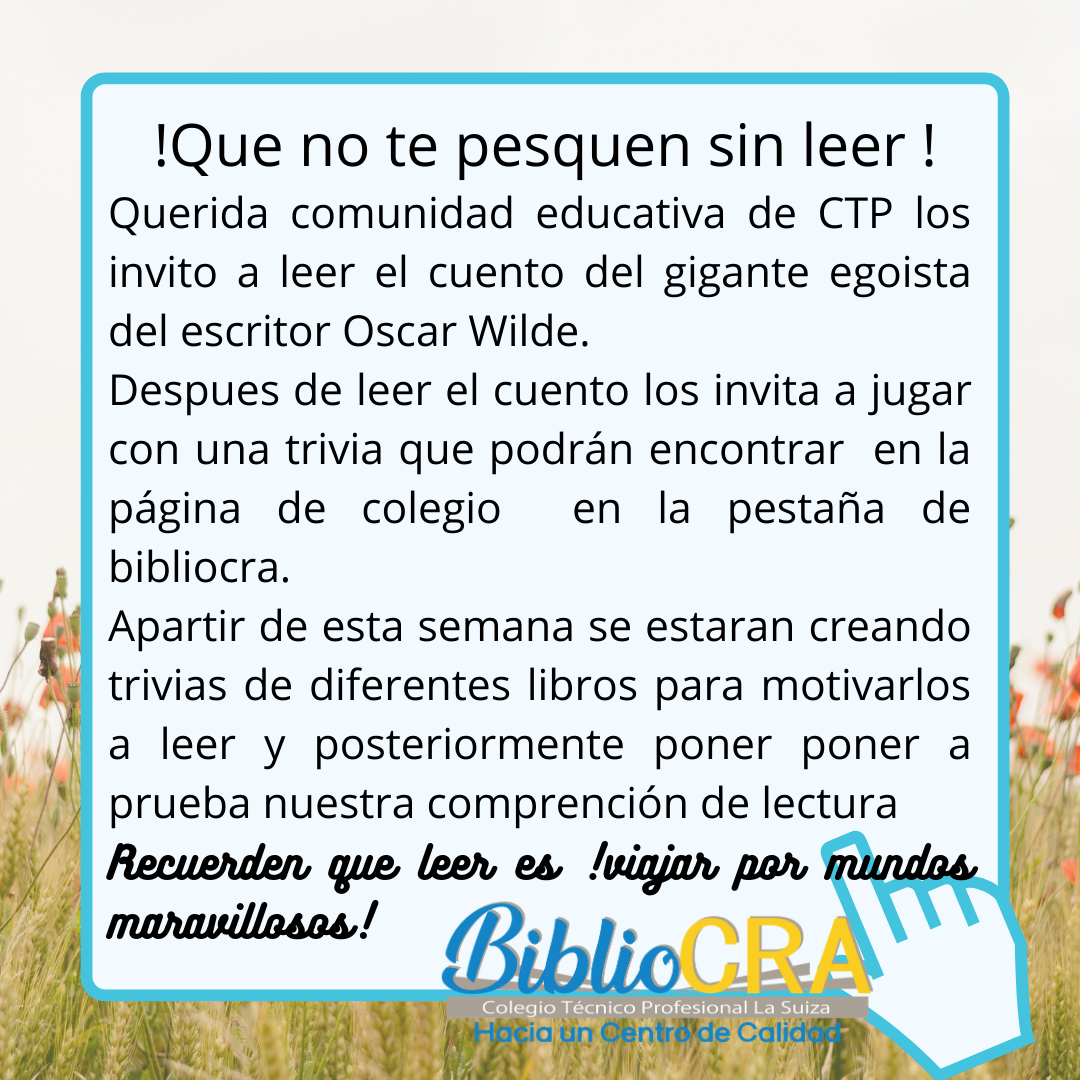 !Que no te pesquen sin leer !
Querida comunidad educativa de CTP los
invito a leer el cuento del gigante egoista
del escritor Oscar Wilde.
Despues de leer el cuento los invita a jugar
con una trivia que podrán encontrar en la
página de colegio en la pestaña de
bibliocra.
Apartir de esta semana se estaran creando
trivias de diferentes libros para motivarlos
a leer y posteriormente poner poner a
prueba nuestra comprención de lectura
Recuerden que leer es !viajar por mundos
maravillosos!
BiblioCRA
Colegio Técnico Profesional La Suiza
Hacia un Centro de Calidad